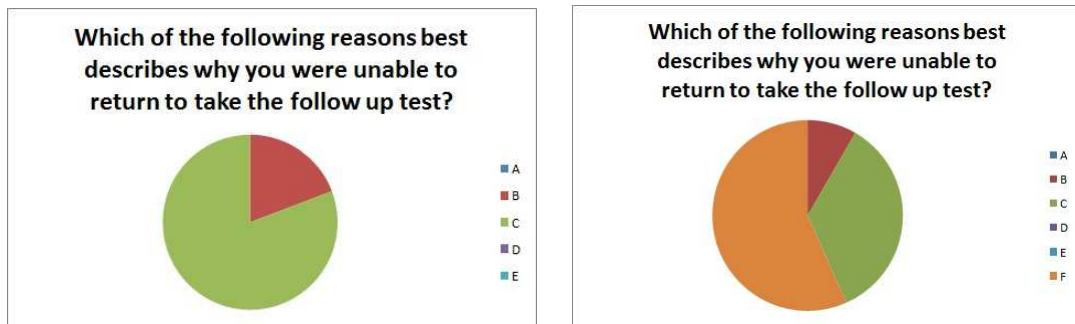 Which of the following reasons best
describes why you were unable to
return to take the follow up test?
A
B
C
D
E
Which of the following reasons best
describes why you were unable to
return to take the follow up test?
A
B
C
D
E
F